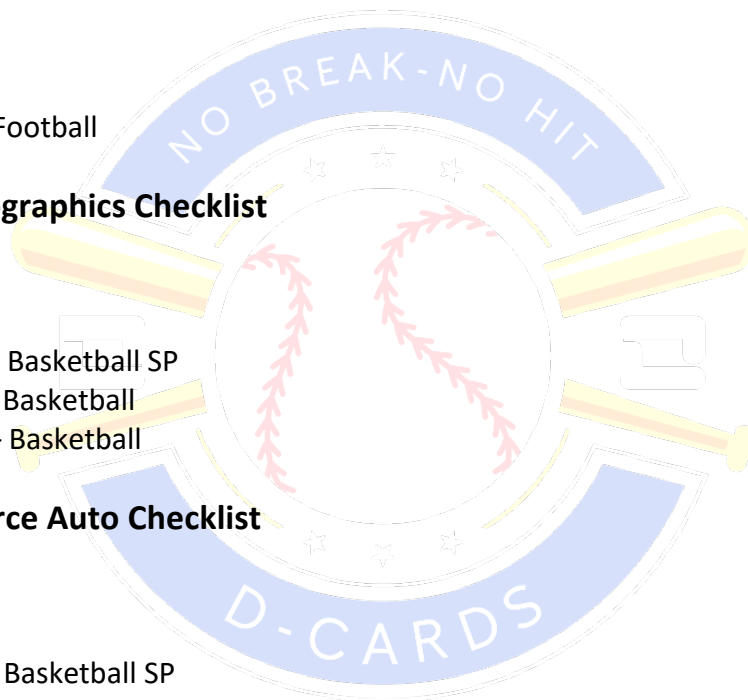 NO BREAK-NO HIT
Football
graphics Checklist
Basketball SP
Basketball
- Basketball
rce Auto Checklist
D-CARDS
Basketball SP